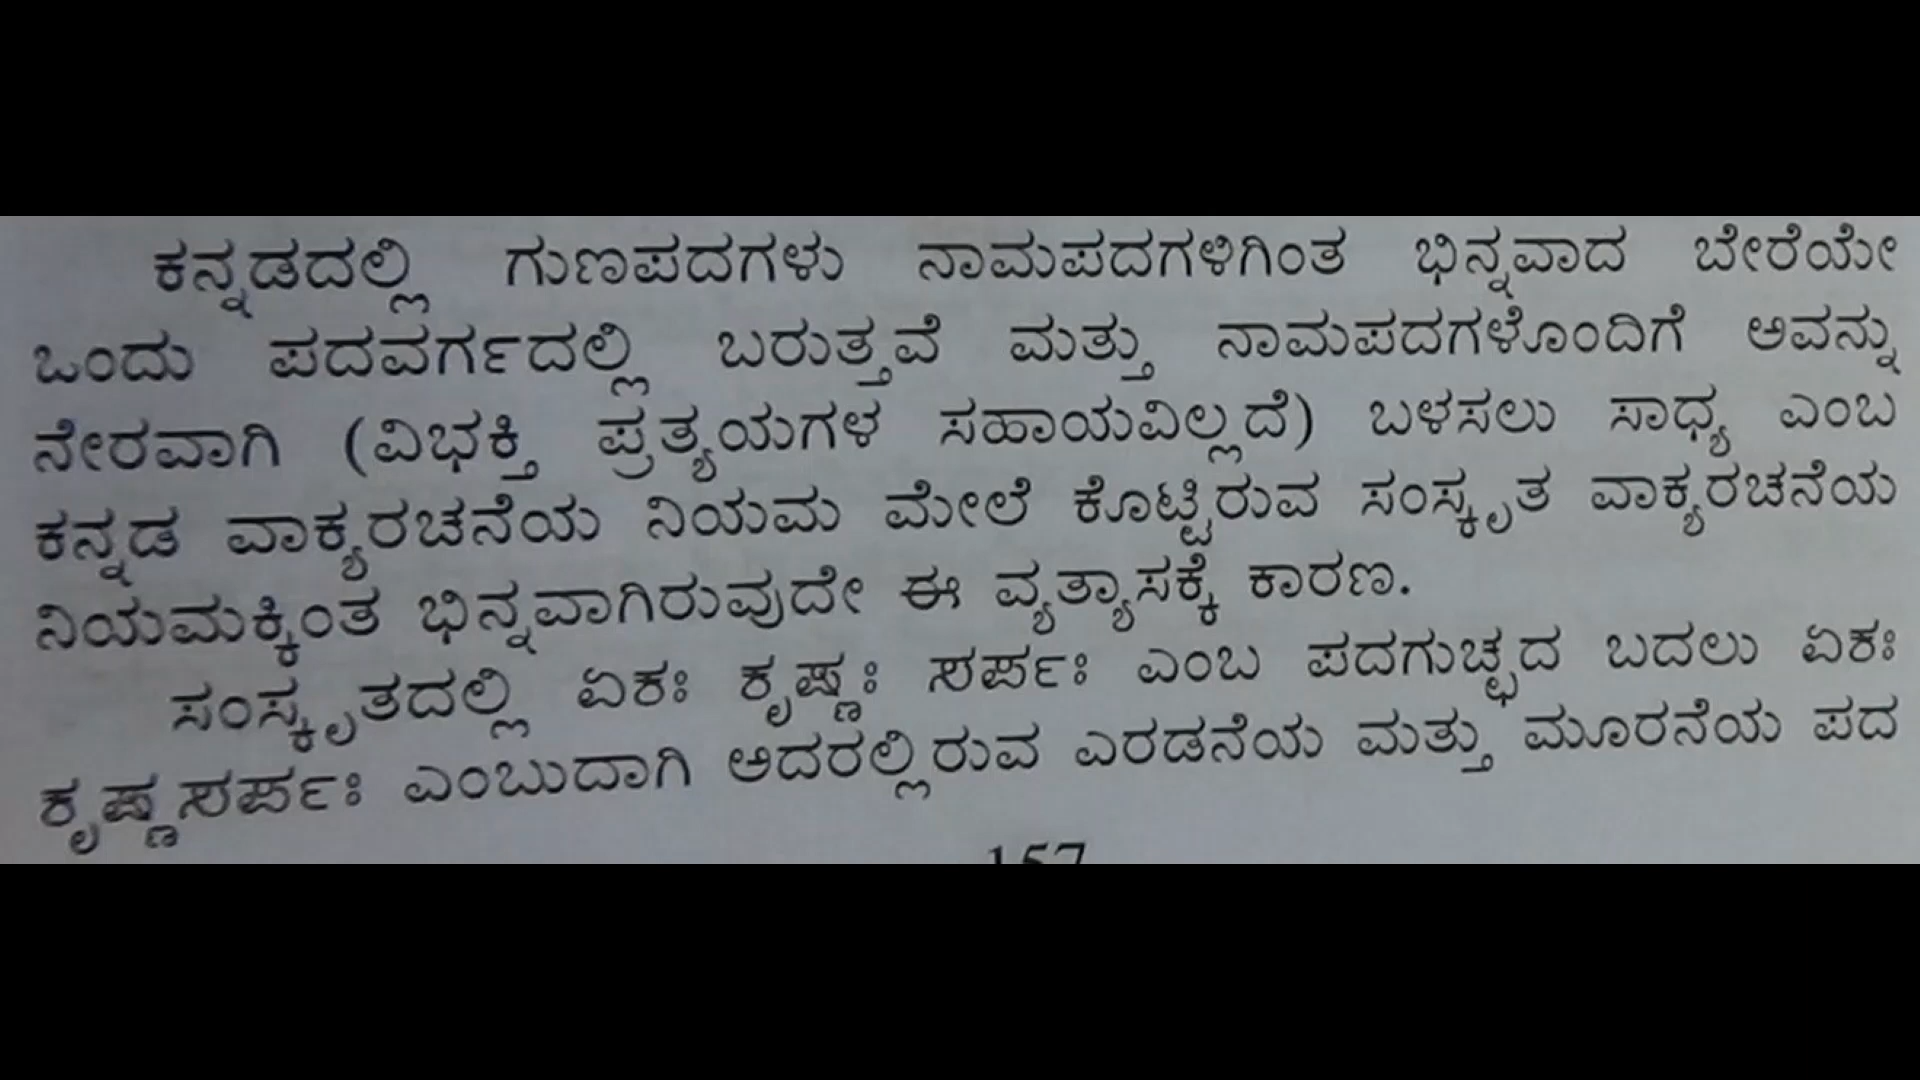 ಕನ್ನಡದಲ್ಲಿ ಗುಣಪದಗಳು ನಾಮಪದಗಳಿಗಿಂತ ಭಿನ್ನವಾದ ಬೇರೆಯೇ
ಒಂದು ಪದವರ್ಗದಲ್ಲಿ ಬರುತ್ತವೆ ಮತ್ತು ನಾಮಪದಗಳೊಂದಿಗೆ ಅವನ್ನು
ನೇರವಾಗಿ (ವಿಭಕ್ತಿ ಪ್ರತ್ಯಯಗಳ ಸಹಾಯವಿಲ್ಲದೆ) ಬಳಸಲು ಸಾಧ್ಯ ಎಂಬ
ಕನ್ನಡ ವಾಕ್ಯರಚನೆಯ ನಿಯಮ ಮೇಲೆ ಕೊಟ್ಟಿರುವ ಸಂಸ್ಕೃತ ವಾಕ್ಯರಚನೆಯ
ನಿಯಮಕ್ಕಿಂತ ಭಿನ್ನವಾಗಿರುವುದೇ ಈ ವ್ಯತ್ಯಾಸಕ್ಕೆ ಕಾರಣ.
ಸಂಸ್ಕೃತದಲ್ಲಿ ಏಕಃ ಕೃಷ್ಣಃ ಸರ್ಪಃ ಎಂಬ ಪದಗುಚ್ಛದ ಬದಲು ಏಕಃ
ಕೃಷ್ಣಸರ್ಪಃ ಎಂಬುದಾಗಿ ಅದರಲ್ಲಿರುವ ಎರಡನೆಯ ಮತ್ತು ಮೂರನೆಯ ಪದ
157